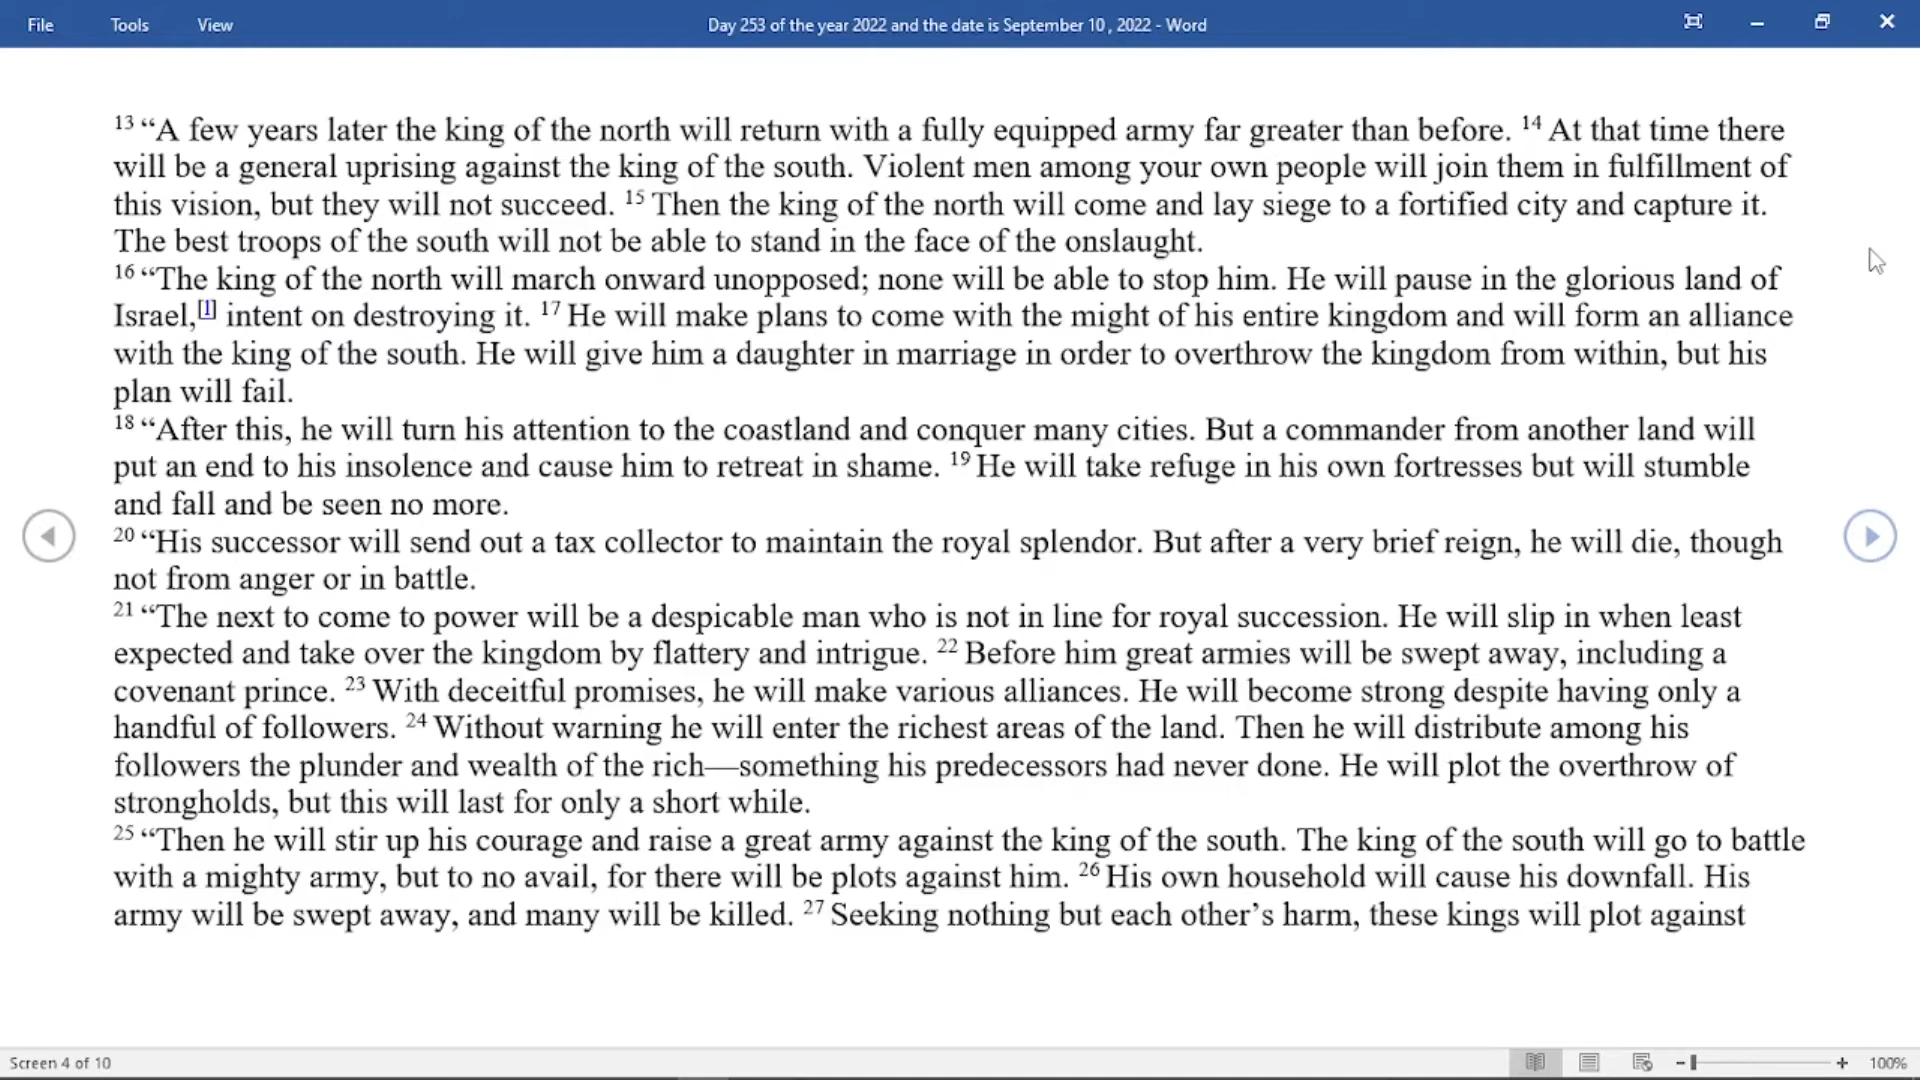 File Tools View Day 253 of the year 2022 and the date is September 10 , 2022 - Word
13 “A few years later the king of the north will return with a fully equipped army far greater than before. 14 At that time there
will be a general uprising against the king of the south. Violent men among your own people will join them in fulfillment of
this vision, but they will not succeed. 15 Then the king of the north will come and lay siege to a fortified city and capture it.
The best troops of the south will not be able to stand in the face of the onslaught.
16 “The king of the north will march onward unopposed; none will be able to stop him. He will pause in the glorious land of
Israel,[l] intent on destroying it. 17 He will make plans to come with the might of his entire kingdom and will form an alliance
with the king of the south. He will give him a daughter in marriage in order to overthrow the kingdom from within, but his
plan will fail.
18 “After this, he will turn his attention to the coastland and conquer many cities. But a commander from another land will
put an end to his insolence and cause him to retreat in shame. 19 He will take refuge in his own fortresses but will stumble
and fall and be seen no more.
20 “His successor will send out a tax collector to maintain the royal splendor. But after a very brief reign, he will die, though
not from anger or in battle.
21 “The next to come to power will be a despicable man who is not in line for royal succession. He will slip in when least
expected and take over the kingdom by flattery and intrigue. 22 Before him great armies will be swept away, including a
covenant prince. 23 With deceitful promises, he will make various alliances. He will become strong despite having only a
handful of followers. 24 Without warning he will enter the richest areas of the land. Then he will distribute among his
followers the plunder and wealth of the rich—something his predecessors had never done. He will plot the overthrow of
strongholds, but this will last for only a short while.
25 “Then he will stir up his courage and raise a great army against the king of the south. The king of the south will go to battle
with a mighty army, but to no avail, for there will be plots against him. 26 His own household will cause his downfall. His
army will be swept away, and many will be killed. 27 Seeking nothing but each other’s harm, these kings will plot against
Screen 4 of 10 100%